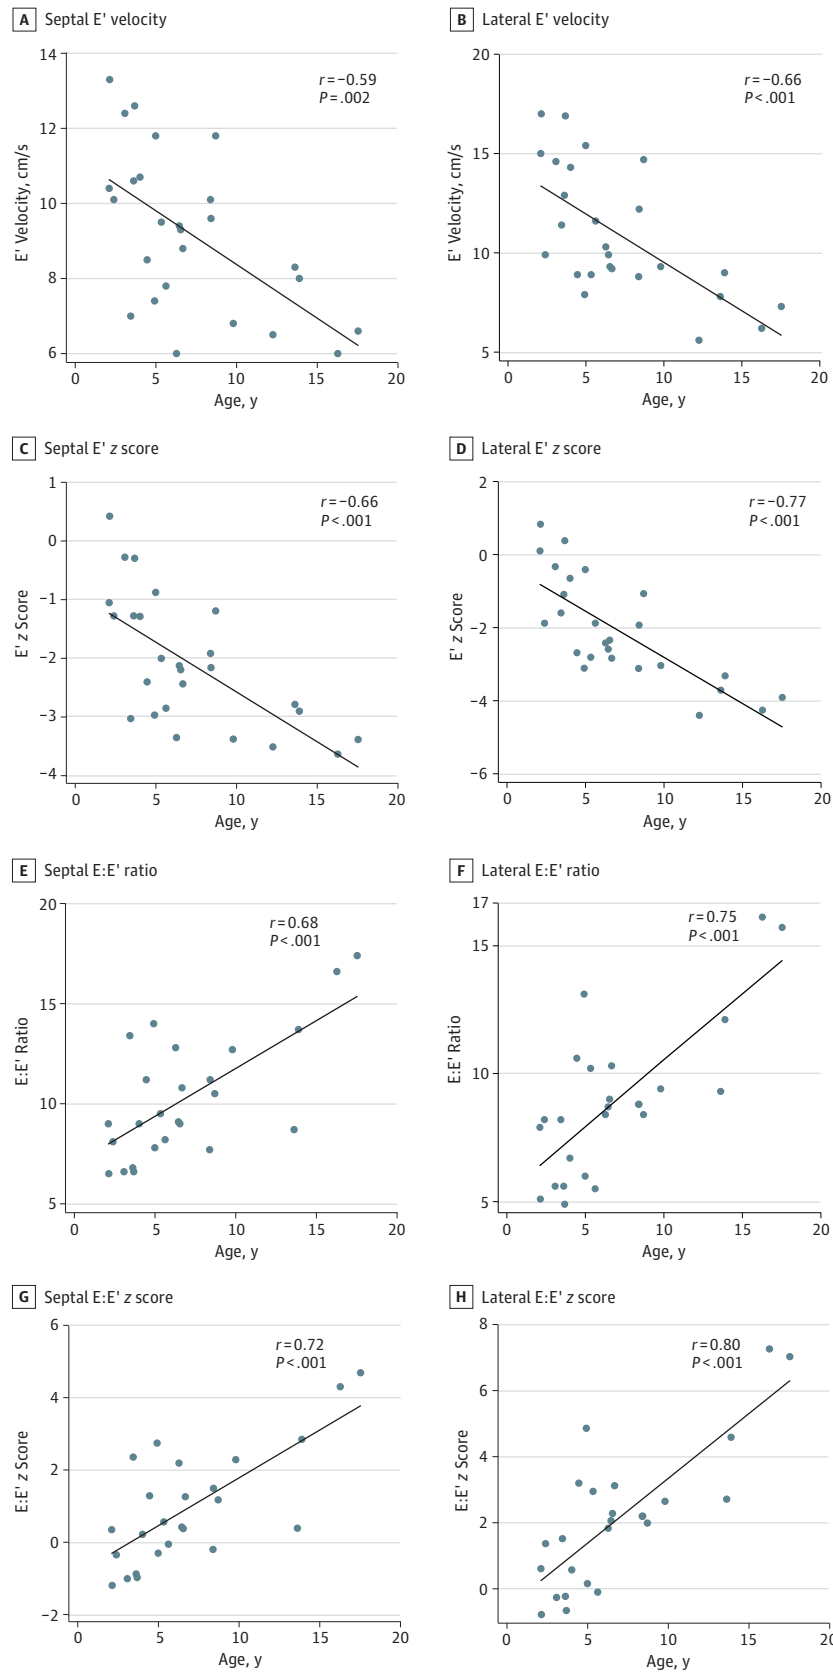 A Septal E' velocity
E' Velocity, cm/s
14
12
10
8
6
r=−0.59
P=.002
0 5 10 15 20
Age, y
B Lateral E' velocity
E' Velocity, cm/s
20
15
10
5
r=−0.66
P<.001
0 5 10 15 20
Age, y
C Septal E' z score
E' z Score
1
0
−1
−2
−3
−4
r=−0.66
P<.001
0 5 10 15 20
Age, y
D Lateral E' z score
E' z Score
2
0
−2
−4
−6
r=−0.77
P<.001
0 5 10 15 20
Age, y
E Septal E:E' ratio
E:E' Ratio
20
15
10
5
r=0.68
P<.001
0 5 10 15 20
Age, y
F Lateral E:E' ratio
E:E' Ratio
17
15
10
5
r=0.75
P<.001
0 5 10 15 20
Age, y
G Septal E:E' z score
E:E' z Score
6
4
2
0
−2
r=0.72
P<.001
0 5 10 15 20
Age, y
H Lateral E:E' z score
E:E' z Score
8
6
4
2
0
r=0.80
P<.001
0 5 10 15 20
Age, y